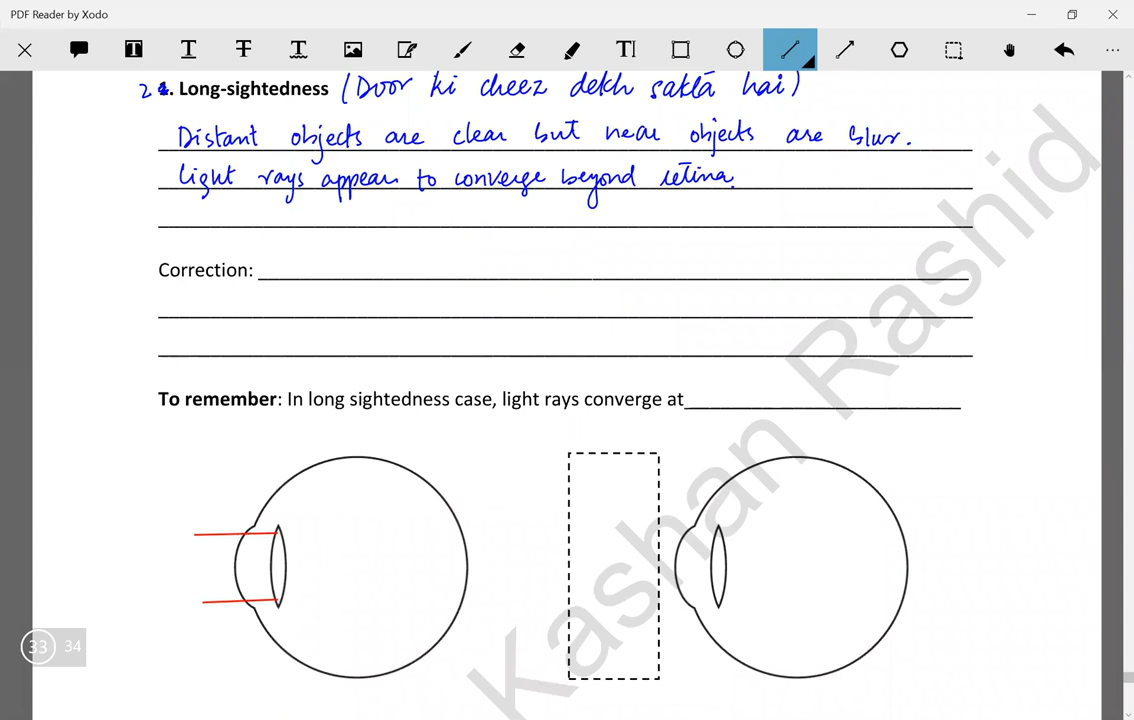 PDF Reader by Xodo
2. Long-sightedness (Door ki cheez dekh saktā hai)
Distant objects are clear but near objects are blur.
light rays appear to converge beyond retina.
Correction:
To remember: In long sightedness case, light rays converge at
33 34
Kashan Rashid